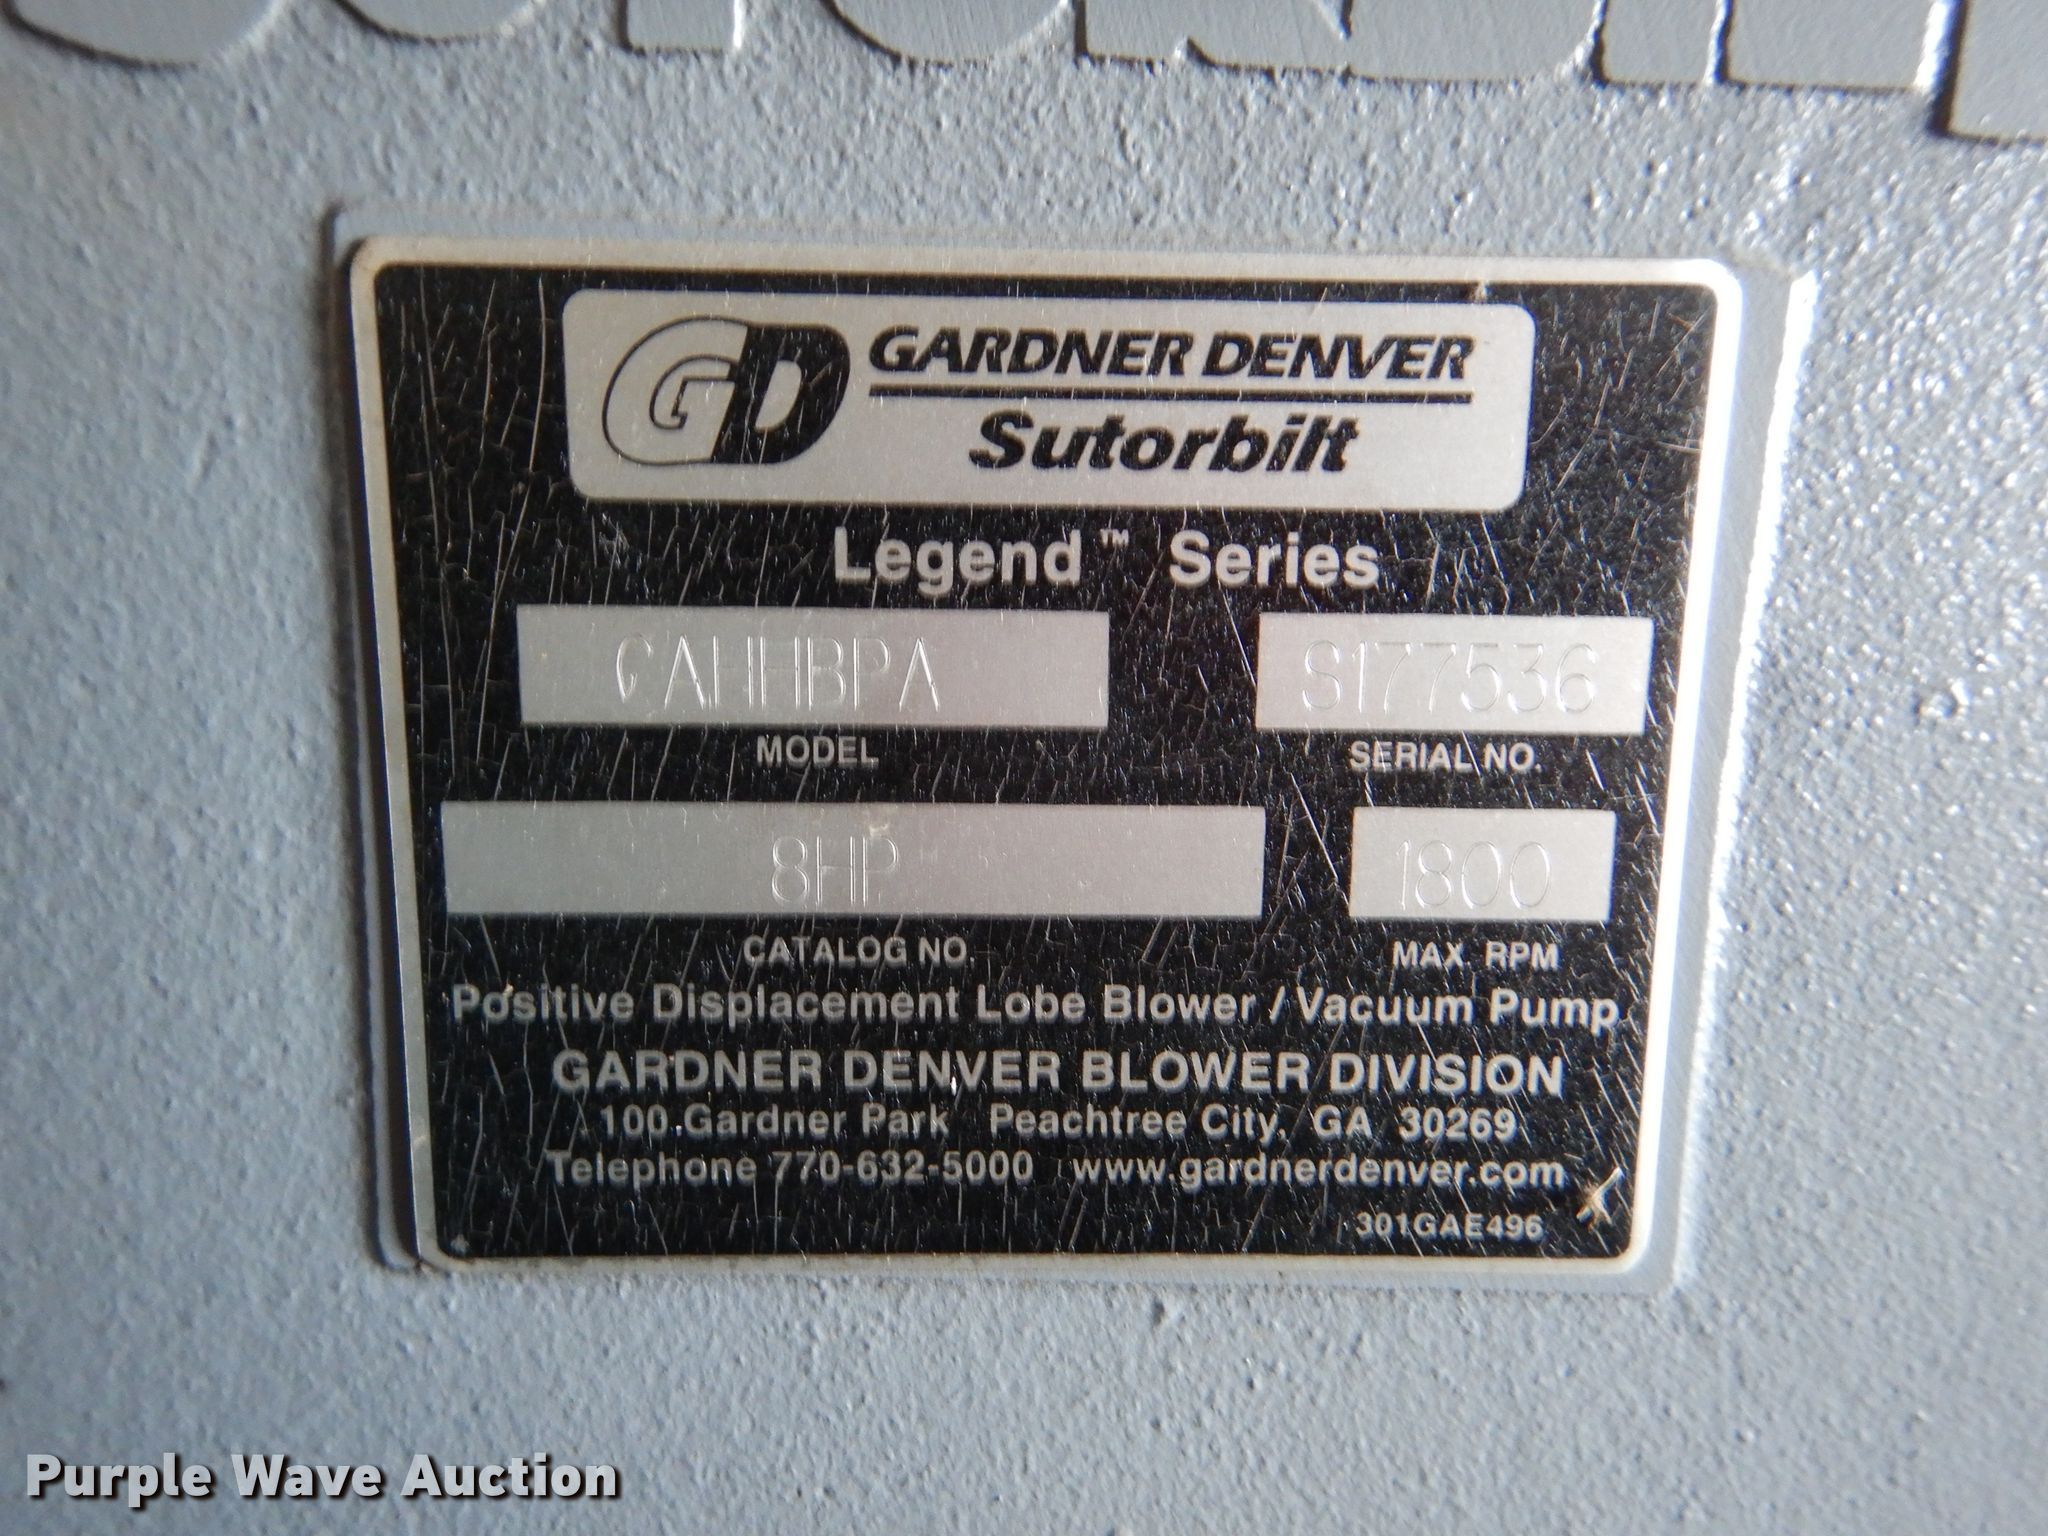 GD GARDNER DENVER
Sutorbilt
Legend™ Series
CAHHBPA S177536
MODEL SERIAL NO.
8HP 1800
CATALOG NO. MAX. RPM
Positive Displacement Lobe Blower / Vacuum Pump
GARDNER DENVER BLOWER DIVISION
100 Gardner Park Peachtree City, GA 30269
Telephone 770-632-5000 www.gardnerdenver.com
301GAE496
Purple Wave Auction